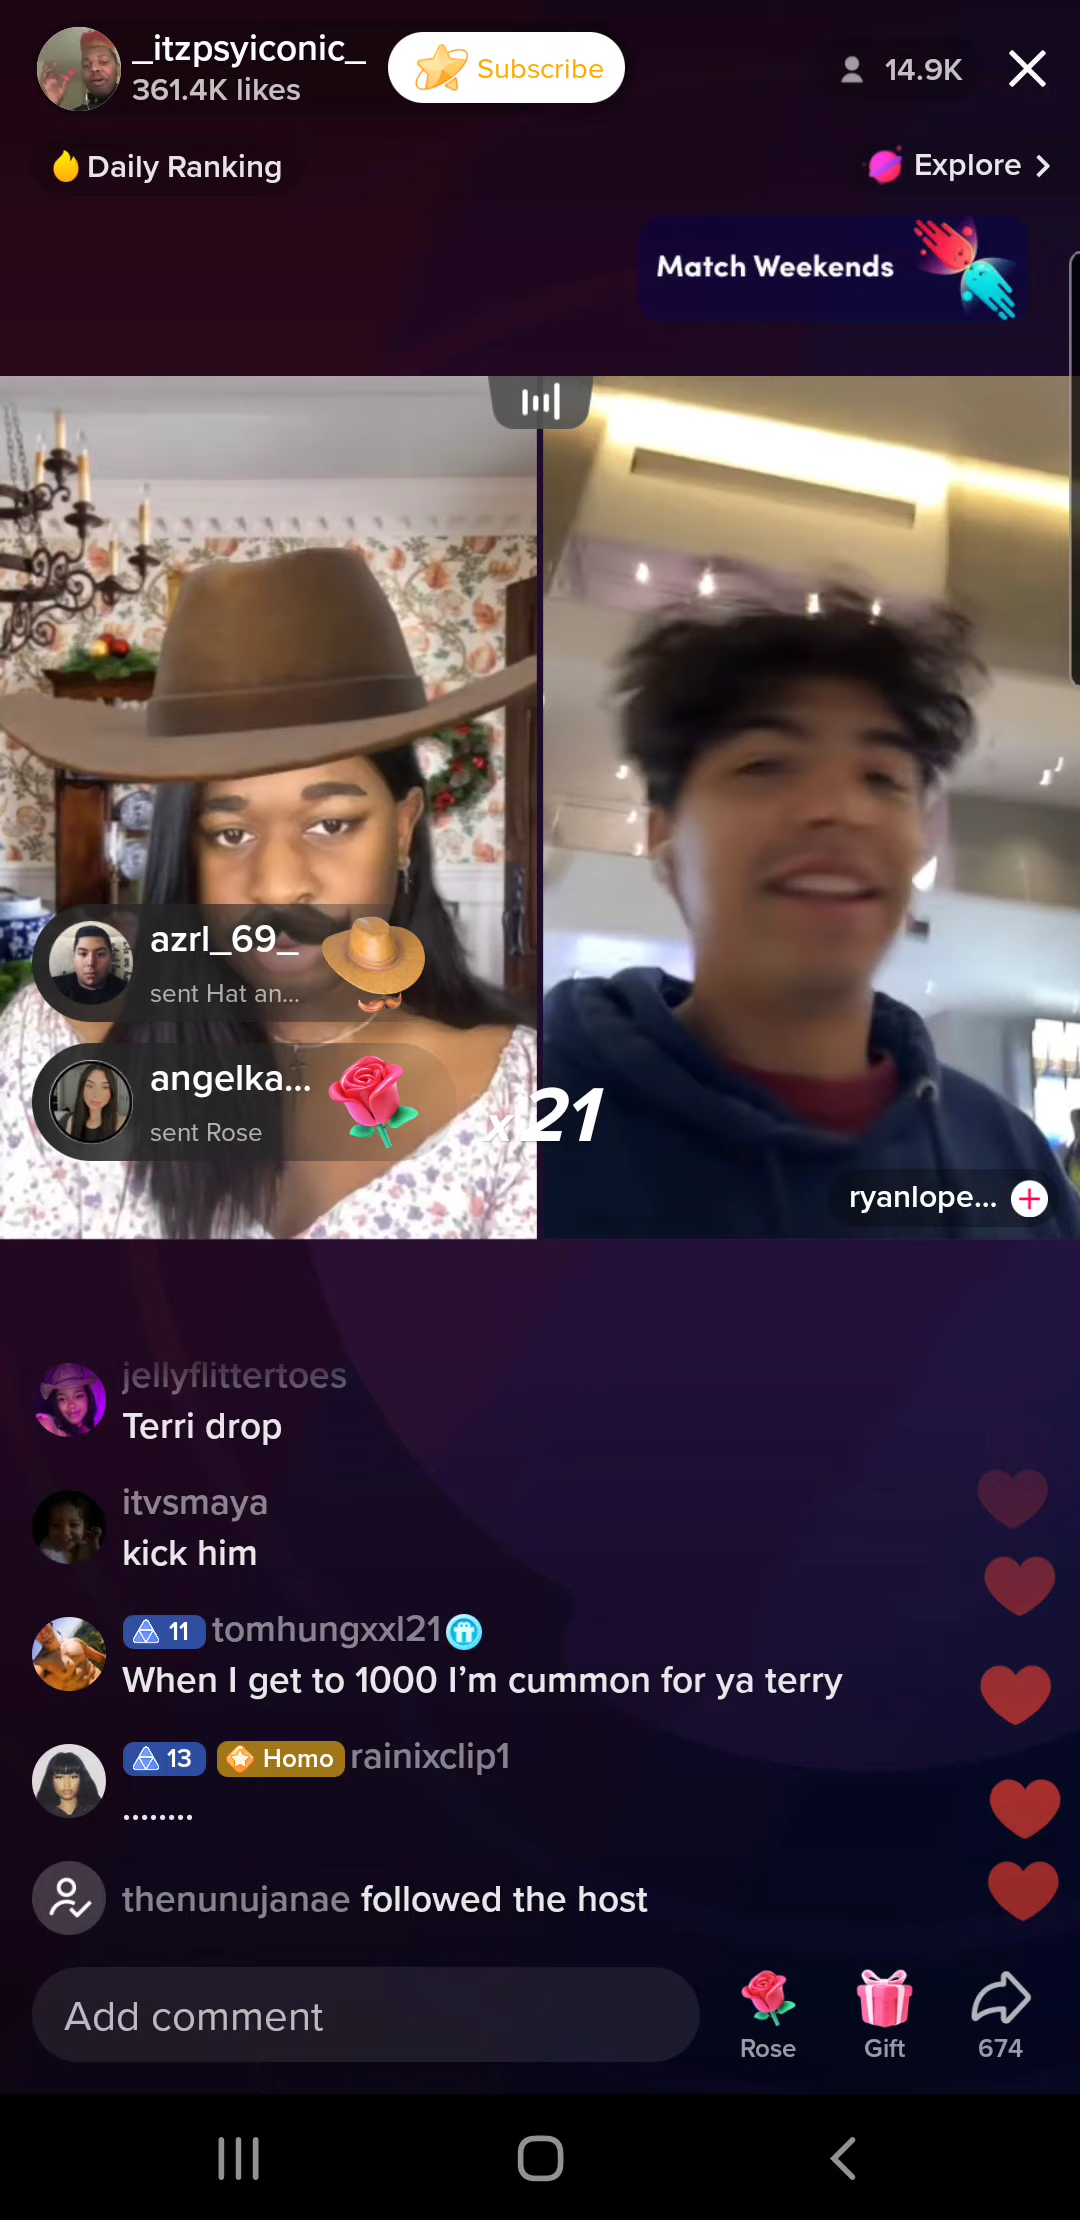 _itzpsyiconic_
361.4K likes
Subscribe
14.9K
Daily Ranking
Explore
Match Weekends
azrl_69_
sent Hat an...
angelka...
sent Rose
x21
ryanlope...
jellyflittertoes
Terri drop
itvsmaya
kick him
11 tomhungxxl21
When I get to 1000 I’m cummon for ya terry
13 Homo rainixclip1
........
thenunujanae followed the host
Add comment
Rose
Gift
674